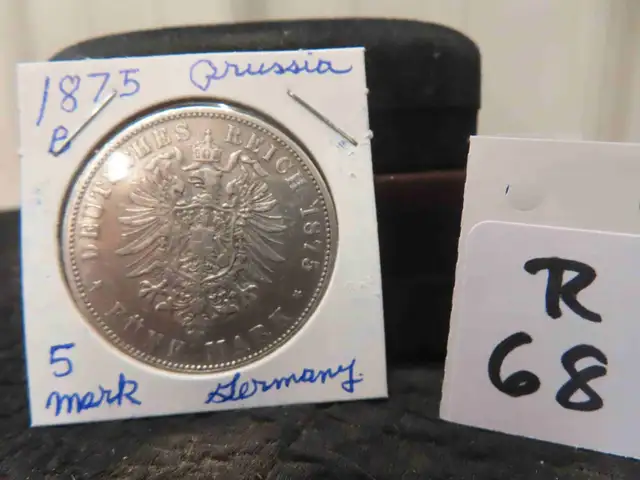 1875 Prussia
B
DEUTSCHES REICH 1875
* FÜNF MARK *
5
mark Germany.
R
68